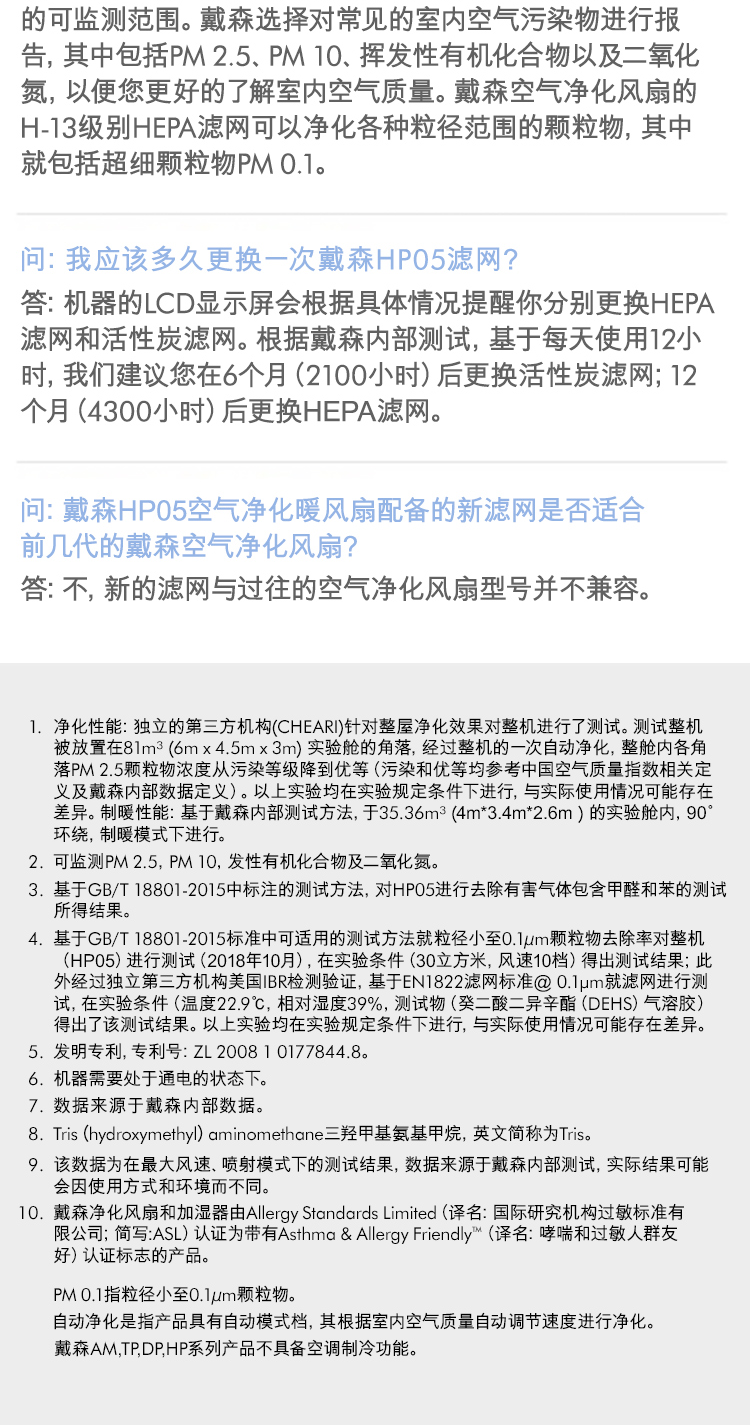 的可监测范围。戴森选择对常见的室内空气污染物进行报
告, 其中包括PM 2.5、PM 10、挥发性有机化合物以及二氧化
氮, 以便您更好的了解室内空气质量。戴森空气净化风扇的
H-13级别HEPA滤网可以净化各种粒径范围的颗粒物, 其中
就包括超细颗粒物PM 0.1。
问: 我应该多久更换一次戴森HP05滤网?
答: 机器的LCD显示屏会根据具体情况提醒你分别更换HEPA
滤网和活性炭滤网。根据戴森内部测试, 基于每天使用12小
时, 我们建议您在6个月 (2100小时) 后更换活性炭滤网; 12
个月 (4300小时) 后更换HEPA滤网。
问: 戴森HP05空气净化暖风扇配备的新滤网是否适合
前几代的戴森空气净化风扇?
答: 不, 新的滤网与过往的空气净化风扇型号并不兼容。
1. 净化性能: 独立的第三方机构(CHEARI)针对整屋净化效果对整机进行了测试。测试整机
被放置在81m³ (6m x 4.5m x 3m) 实验舱的角落, 经过整机的一次自动净化, 整舱内各角
落PM 2.5颗粒物浓度从污染等级降到优等 (污染和优等均参考中国空气质量指数相关定
义及戴森内部数据定义) 。以上实验均在实验规定条件下进行, 与实际使用情况可能存在
差异。制暖性能: 基于戴森内部测试方法, 于35.36m³ (4m*3.4m*2.6m ) 的实验舱内, 90°
环绕, 制暖模式下进行。
2. 可监测PM 2.5, PM 10, 发性有机化合物及二氧化氮。
3. 基于GB/T 18801-2015中标注的测试方法, 对HP05进行去除有害气体包含甲醛和苯的测试
所得结果。
4. 基于GB/T 18801-2015标准中可适用的测试方法就粒径小至0.1μm颗粒物去除率对整机
(HP05) 进行测试 (2018年10月) , 在实验条件 (30立方米, 风速10档) 得出测试结果; 此
外经过独立第三方机构美国IBR检测验证, 基于EN1822滤网标准@ 0.1μm就滤网进行测
试, 在实验条件 (温度22.9℃, 相对湿度39%, 测试物 (癸二酸二异辛酯 (DEHS) 气溶胶)
得出了该测试结果。以上实验均在实验规定条件下进行, 与实际使用情况可能存在差异。
5. 发明专利, 专利号: ZL 2008 1 0177844.8。
6. 机器需要处于通电的状态下。
7. 数据来源于戴森内部数据。
8. Tris (hydroxymethyl) aminomethane三羟甲基氨基甲烷, 英文简称为Tris。
9. 该数据为在最大风速、喷射模式下的测试结果, 数据来源于戴森内部测试, 实际结果可能
会因使用方式和环境而不同。
10. 戴森净化风扇和加湿器由Allergy Standards Limited (译名: 国际研究机构过敏标准有
限公司; 简写:ASL) 认证为带有Asthma & Allergy Friendly™ (译名: 哮喘和过敏人群友
好) 认证标志的产品。
PM 0.1指粒径小至0.1μm颗粒物。
自动净化是指产品具有自动模式档, 其根据室内空气质量自动调节速度进行净化。
戴森AM,TP,DP,HP系列产品不具备空调制冷功能。